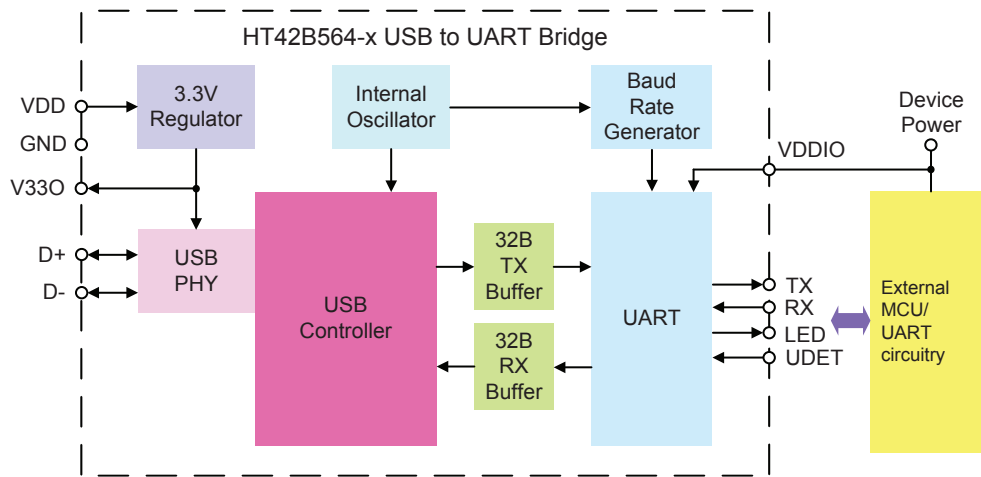 HT42B564-x USB to UART Bridge
VDD
GND
V33O
D+
D-
3.3V
Regulator
Internal
Oscillator
Baud
Rate
Generator
USB
PHY
USB
Controller
32B
TX
Buffer
32B
RX
Buffer
UART
VDDIO
Device
Power
TX
RX
LED
UDET
External
MCU/
UART
circuitry